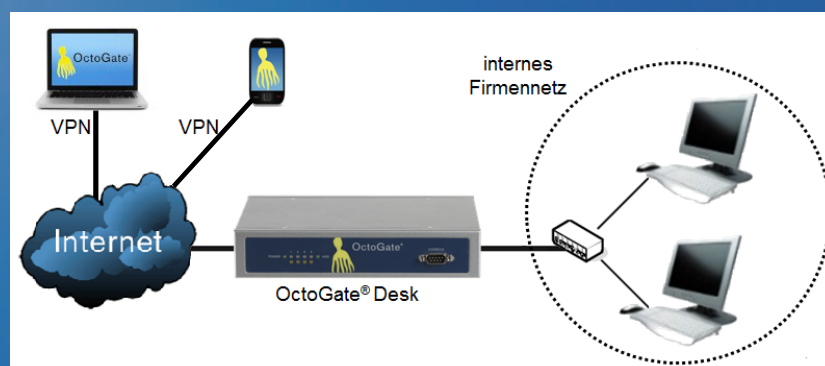 OctoGate
VPN
VPN
internes
Firmennetz
Internet
OctoGate®
OctoGate® Desk